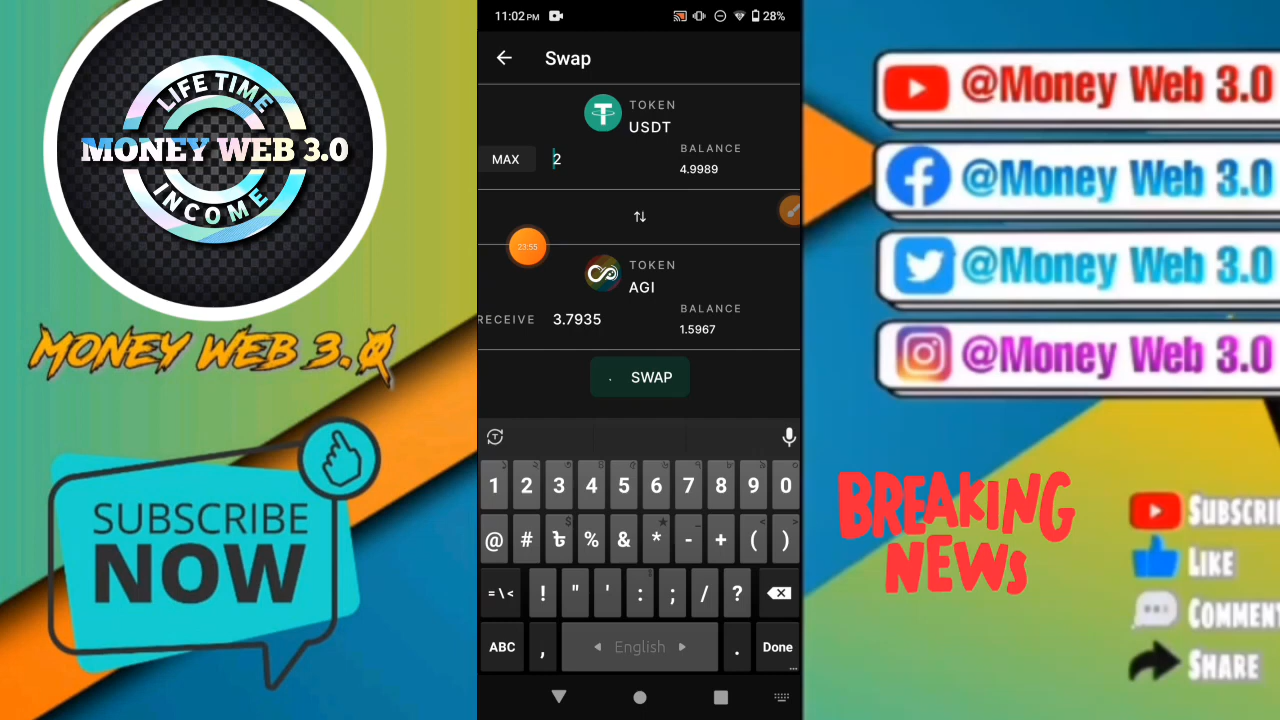 LIFE TIME
MONEY WEB 3.0
INCOME
MONEY WEB 3.0
SUBSCRIBE
NOW
11:02 PM
28%
Swap
TOKEN
USDT
MAX
2
BALANCE
4.9989
23:55
TOKEN
AGI
RECEIVE
3.7935
BALANCE
1.5967
SWAP
1 2 3 4 5 6 7 8 9 0
@ # ৳ % & * - + ( )
=\< ! " ' : ; / ?
ABC , English . Done
@Money Web 3.0
@Money Web 3.0
@Money Web 3.0
@Money Web 3.0
BREAKING
NEWS
SUBSCRI
LIKE
COMMEN
SHARE